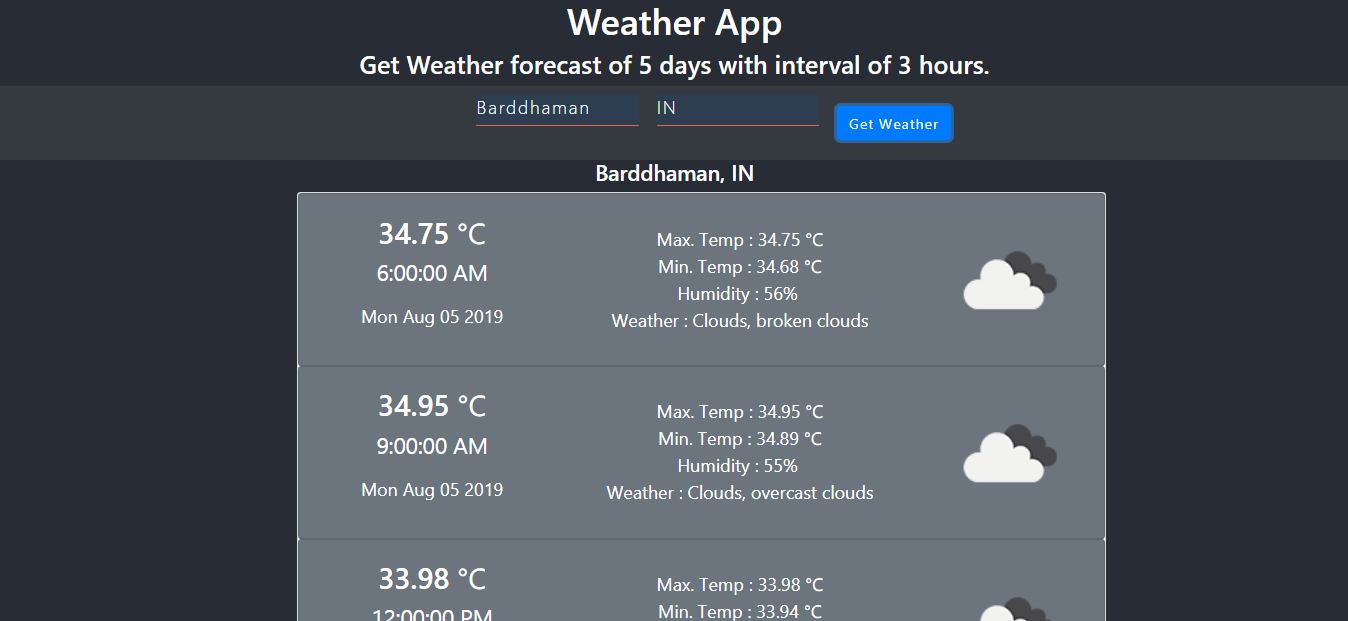 Weather App
Get Weather forecast of 5 days with interval of 3 hours.
Barddhaman IN Get Weather
Barddhaman, IN
34.75 °C
6:00:00 AM
Mon Aug 05 2019
Max. Temp : 34.75 °C
Min. Temp : 34.68 °C
Humidity : 56%
Weather : Clouds, broken clouds
34.95 °C
9:00:00 AM
Mon Aug 05 2019
Max. Temp : 34.95 °C
Min. Temp : 34.89 °C
Humidity : 55%
Weather : Clouds, overcast clouds
33.98 °C
12:00:00 PM
Max. Temp : 33.98 °C
Min. Temp : 33.94 °C